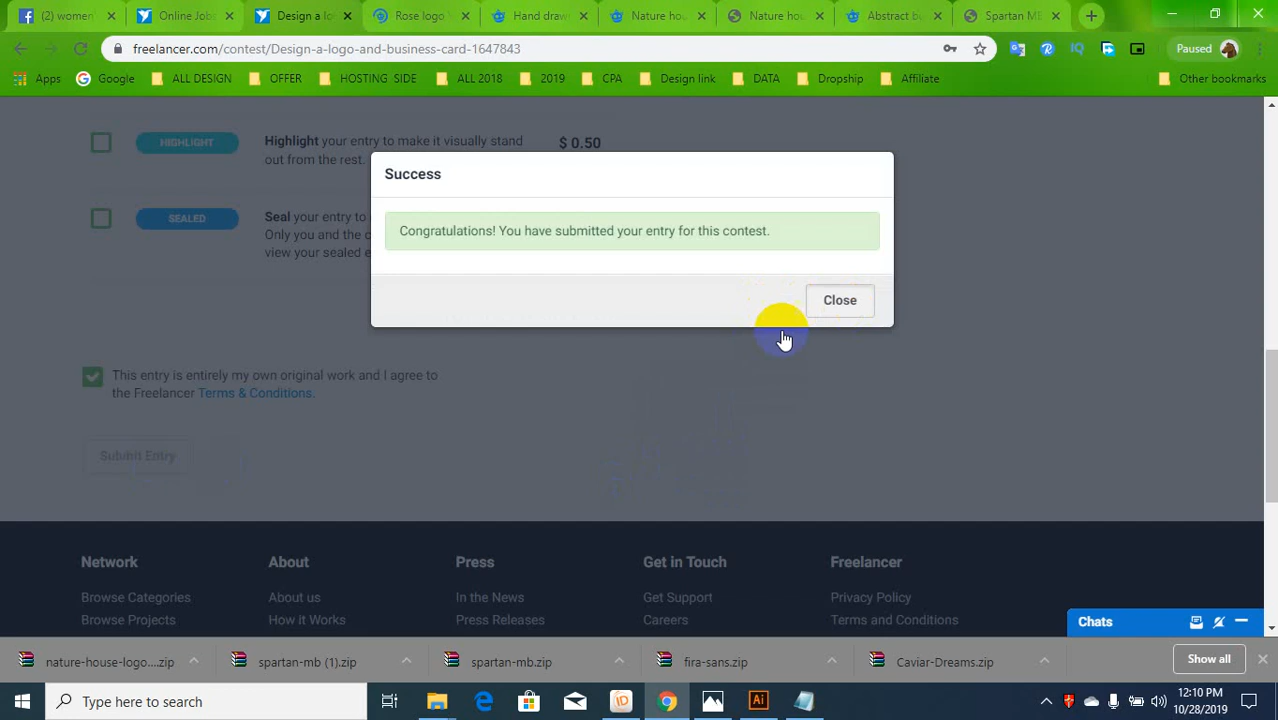 (2) women
Online Jobs
Design a lo
Rose logo
Hand draw
Nature hou
Nature hou
Abstract bu
Spartan MB
freelancer.com/contest/Design-a-logo-and-business-card-1647843
Paused
Apps
Google
ALL DESIGN
OFFER
HOSTING SIDE
ALL 2018
2019
CPA
Design link
DATA
Dropship
Affiliate
Other bookmarks
HIGHLIGHT
Highlight your entry to make it visually stand
out from the rest.
$ 0.50
SEALED
Seal your entry to
Only you and the c
view your sealed e
Success
Congratulations! You have submitted your entry for this contest.
Close
This entry is entirely my own original work and I agree to
the Freelancer Terms & Conditions.
Submit Entry
Network
About
Press
Get in Touch
Freelancer
Browse Categories
About us
In the News
Get Support
Privacy Policy
Browse Projects
How it Works
Press Releases
Careers
Terms and Conditions
Chats
nature-house-logo....zip
spartan-mb (1).zip
spartan-mb.zip
fira-sans.zip
Caviar-Dreams.zip
Show all
Type here to search
Ai
12:10 PM
10/28/2019